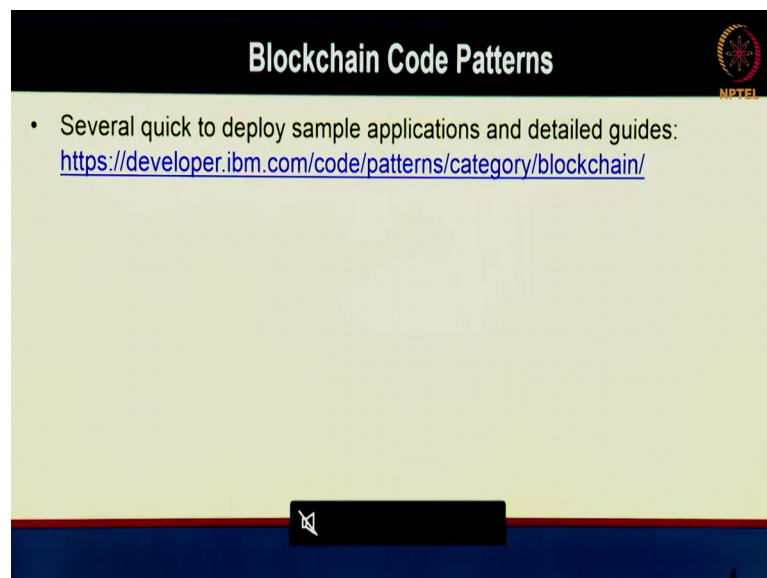 Blockchain Code Patterns
NPTEL
• Several quick to deploy sample applications and detailed guides:
https://developer.ibm.com/code/patterns/category/blockchain/